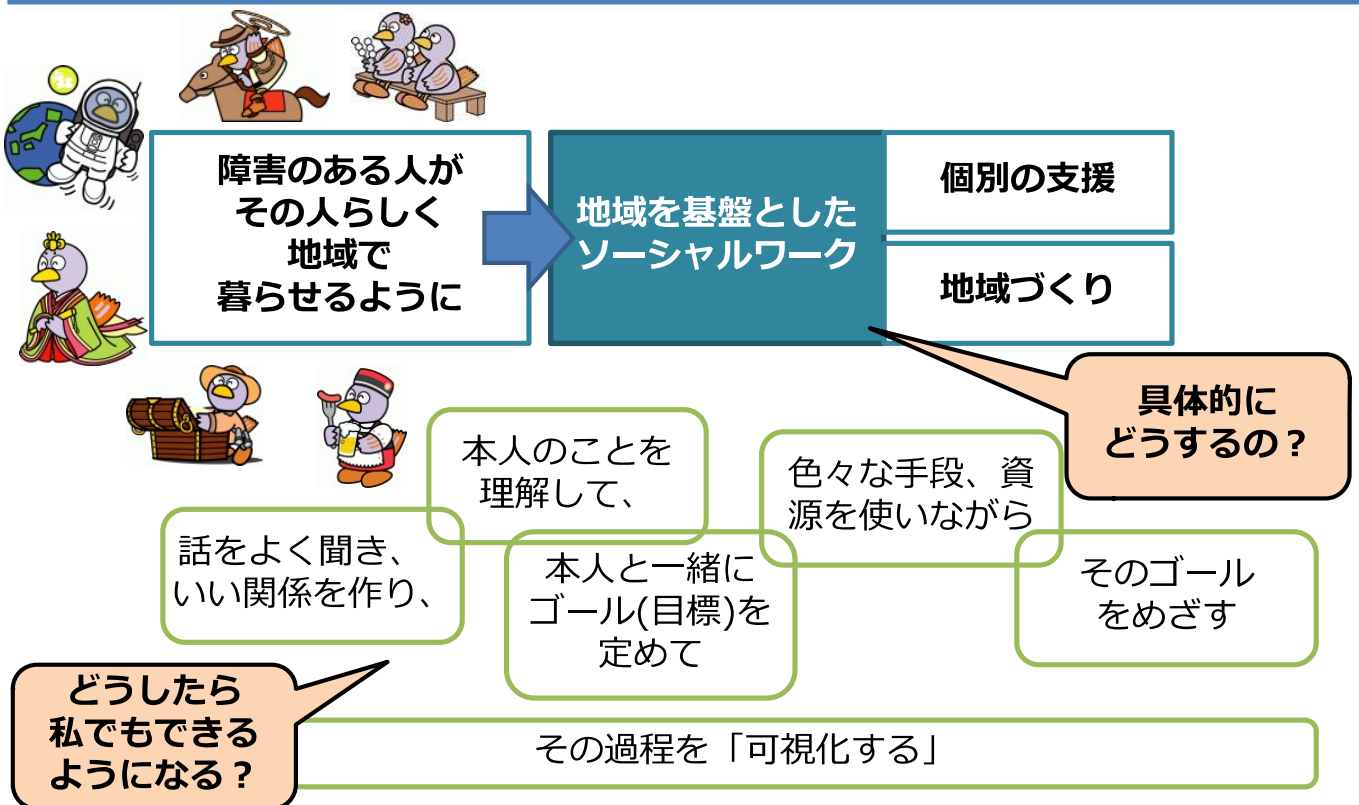 障害のある人が
その人らしく
地域で
暮らせるように
地域を基盤とした
ソーシャルワーク
個別の支援
地域づくり
具体的に
どうするの？
話をよく聞き、
いい関係を作り、
本人のことを
理解して、
本人と一緒に
ゴール(目標)を
定めて
色々な手段、資
源を使いながら
そのゴール
をめざす
どうしたら
私でもできる
ようになる？
その過程を「可視化する」